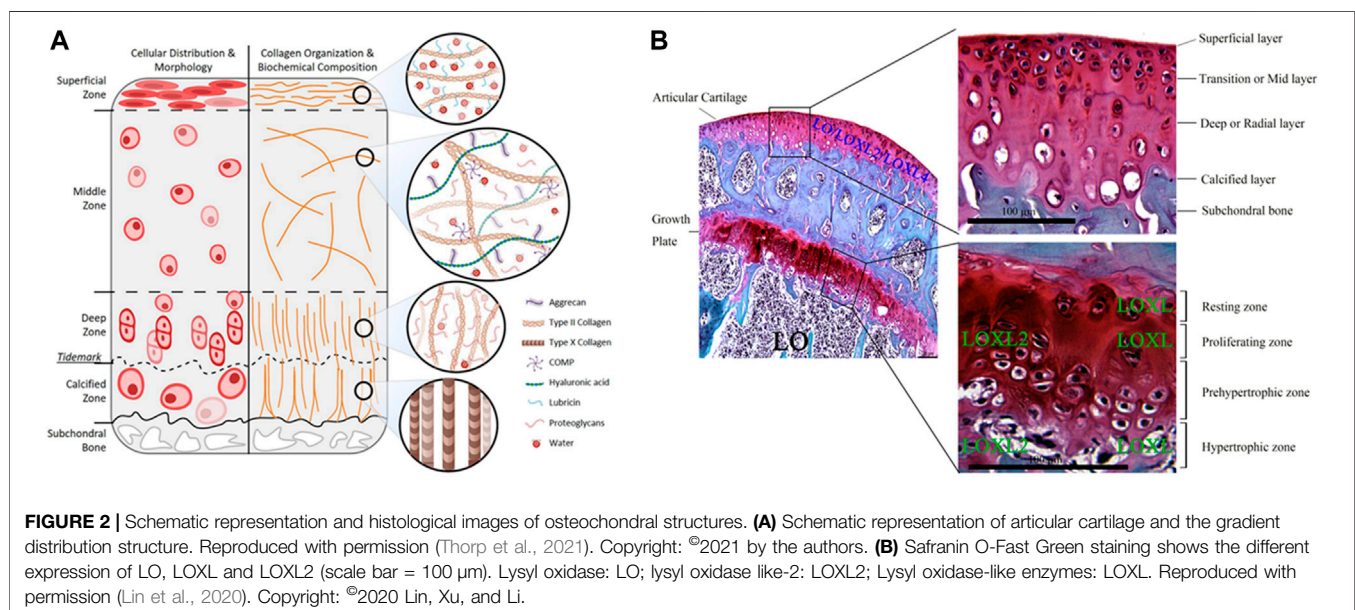 A
Cellular Distribution &
Morphology
Collagen Organization &
Biochemical Composition
Superficial
Zone
Middle
Zone
Deep
Zone
Tidemark
Calcified
Zone
Subchondral
Bone
Aggrecan
Type II Collagen
Type X Collagen
COMP
Hyaluronic acid
Lubricin
Proteoglycans
Water
B
Articular Cartilage
LO/LOXL2/LOXL4
Growth
Plate
LO
Superficial layer
Transition or Mid layer
Deep or Radial layer
Calcified layer
Subchondral bone
100 μm
LOXL
Resting zone
LOXL2
LOXL
Proliferating zone
Prehypertrophic zone
LOXL2
LOXL
Hypertrophic zone
100 μm
FIGURE 2 | Schematic representation and histological images of osteochondral structures. (A) Schematic representation of articular cartilage and the gradient
distribution structure. Reproduced with permission (Thorp et al., 2021). Copyright: ©2021 by the authors. (B) Safranin O-Fast Green staining shows the different
expression of LO, LOXL and LOXL2 (scale bar = 100 μm). Lysyl oxidase: LO; lysyl oxidase like-2: LOXL2; Lysyl oxidase-like enzymes: LOXL. Reproduced with
permission (Lin et al., 2020). Copyright: ©2020 Lin, Xu, and Li.